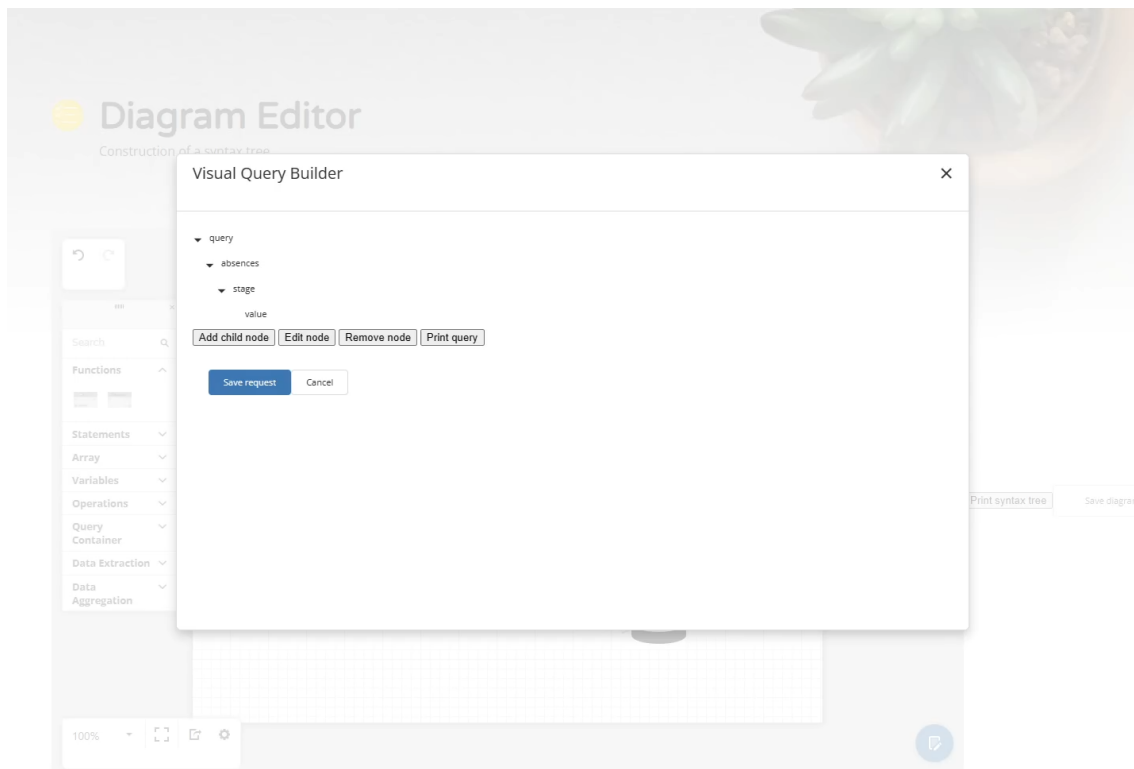 Diagram Editor
Construction of a syntax tree
Visual Query Builder
query
absences
stage
value
Add child node Edit node Remove node Print query
Save request Cancel
Search
Functions
Statements
Array
Variables
Operations
Query
Container
Data Extraction
Data
Aggregation
Print syntax tree Save diagra
100%